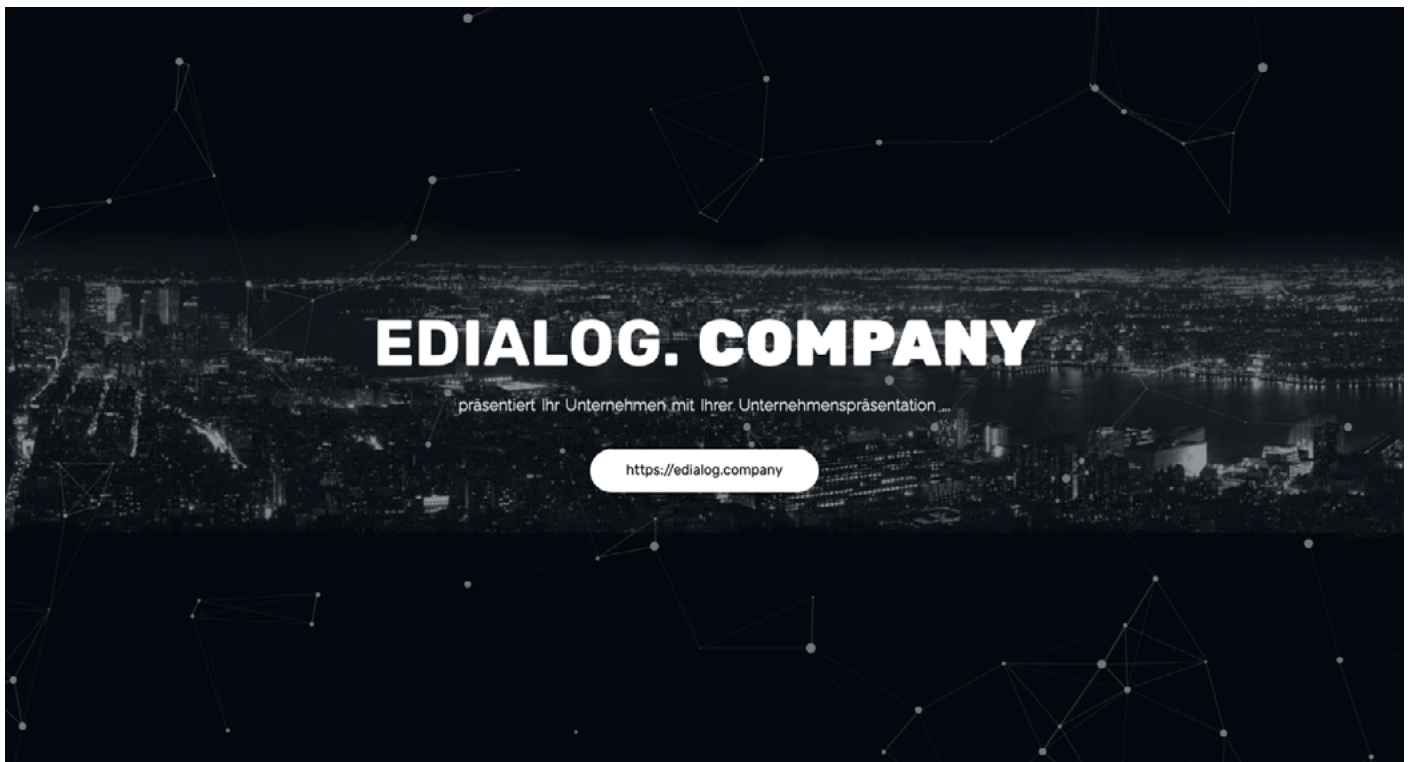 EDIALOG. COMPANY
präsentiert Ihr Unternehmen mit Ihrer Unternehmenspräsentation ...
https://edialog.company